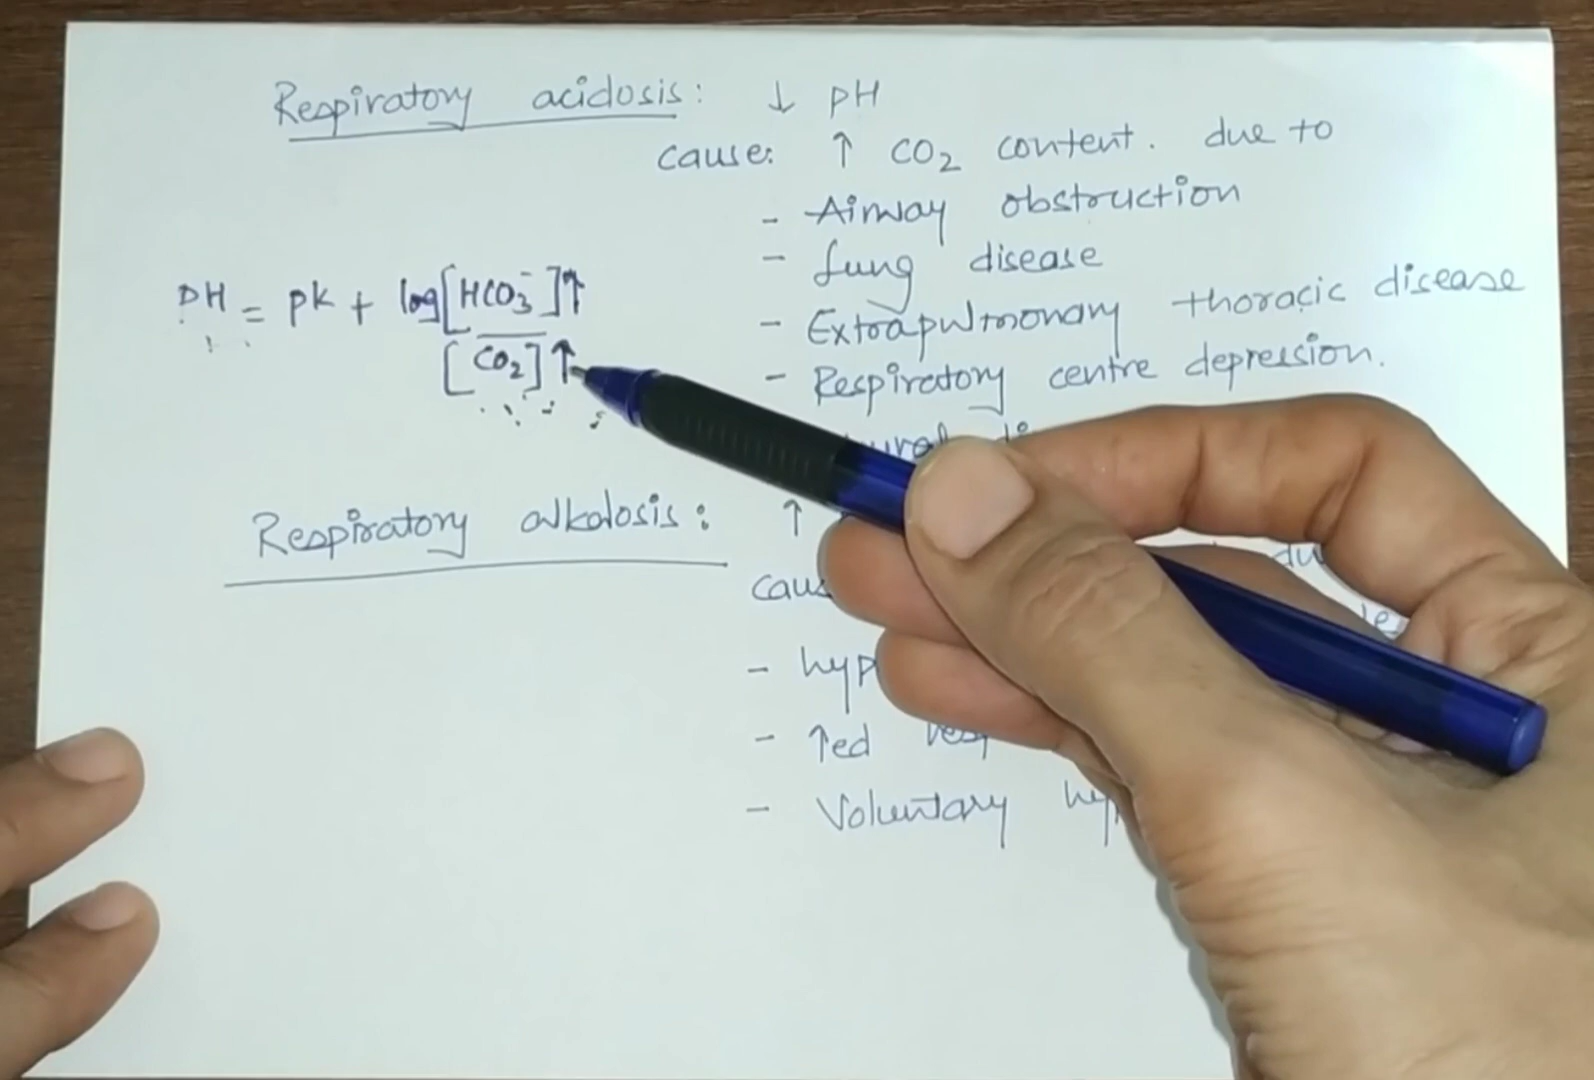 Respiratory acidosis: ↓ pH
cause: ↑ CO2 content. due to
- Airway obstruction
- Lung disease
- Extrapulmonary thoracic disease
- Respiratory centre depression.
pH = pK + log[HCO3-]↑
[CO2]↑
Respiratory alkalosis: ↑
- ↑ed
- Voluntary